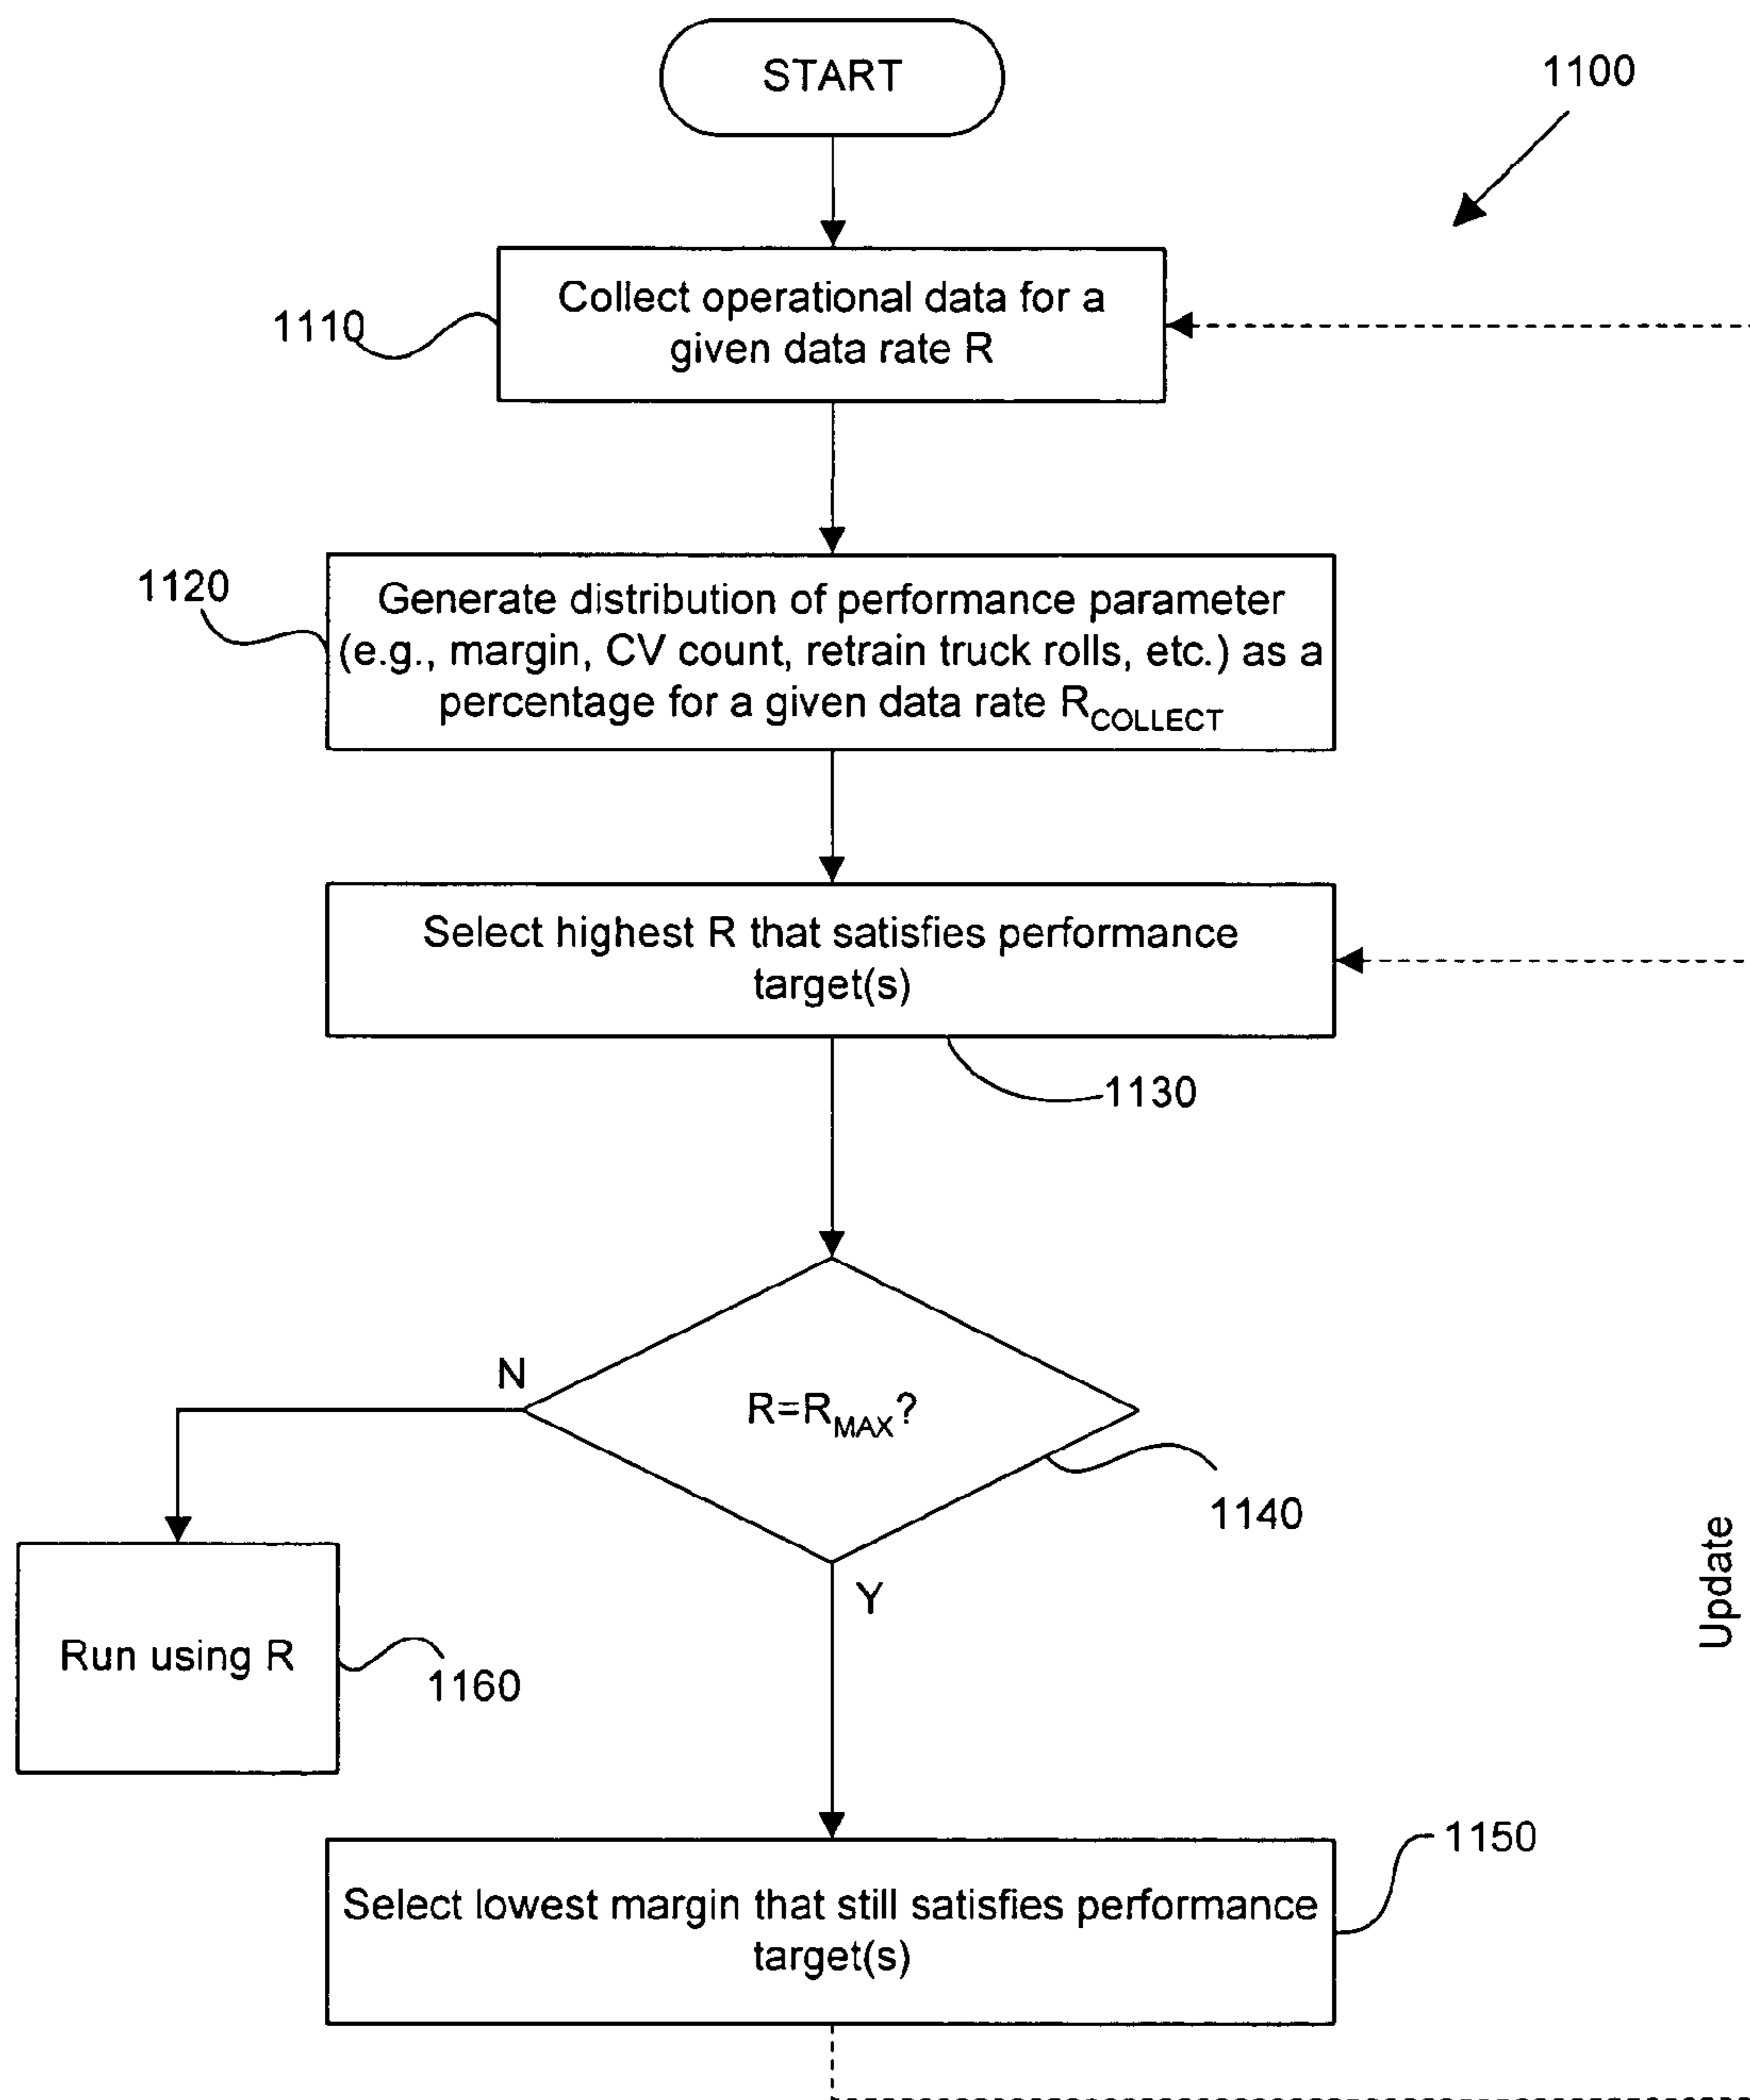 START
1100
Collect operational data for a
given data rate R
1110
1120
Generate distribution of performance parameter
(e.g., margin, CV count, retrain truck rolls, etc.) as a
percentage for a given data rate RCOLLECT
Select highest R that satisfies performance
target(s)
1130
N
R=RMAX?
1140
Y
Update
Run using R
1160
1150
Select lowest margin that still satisfies performance
target(s)